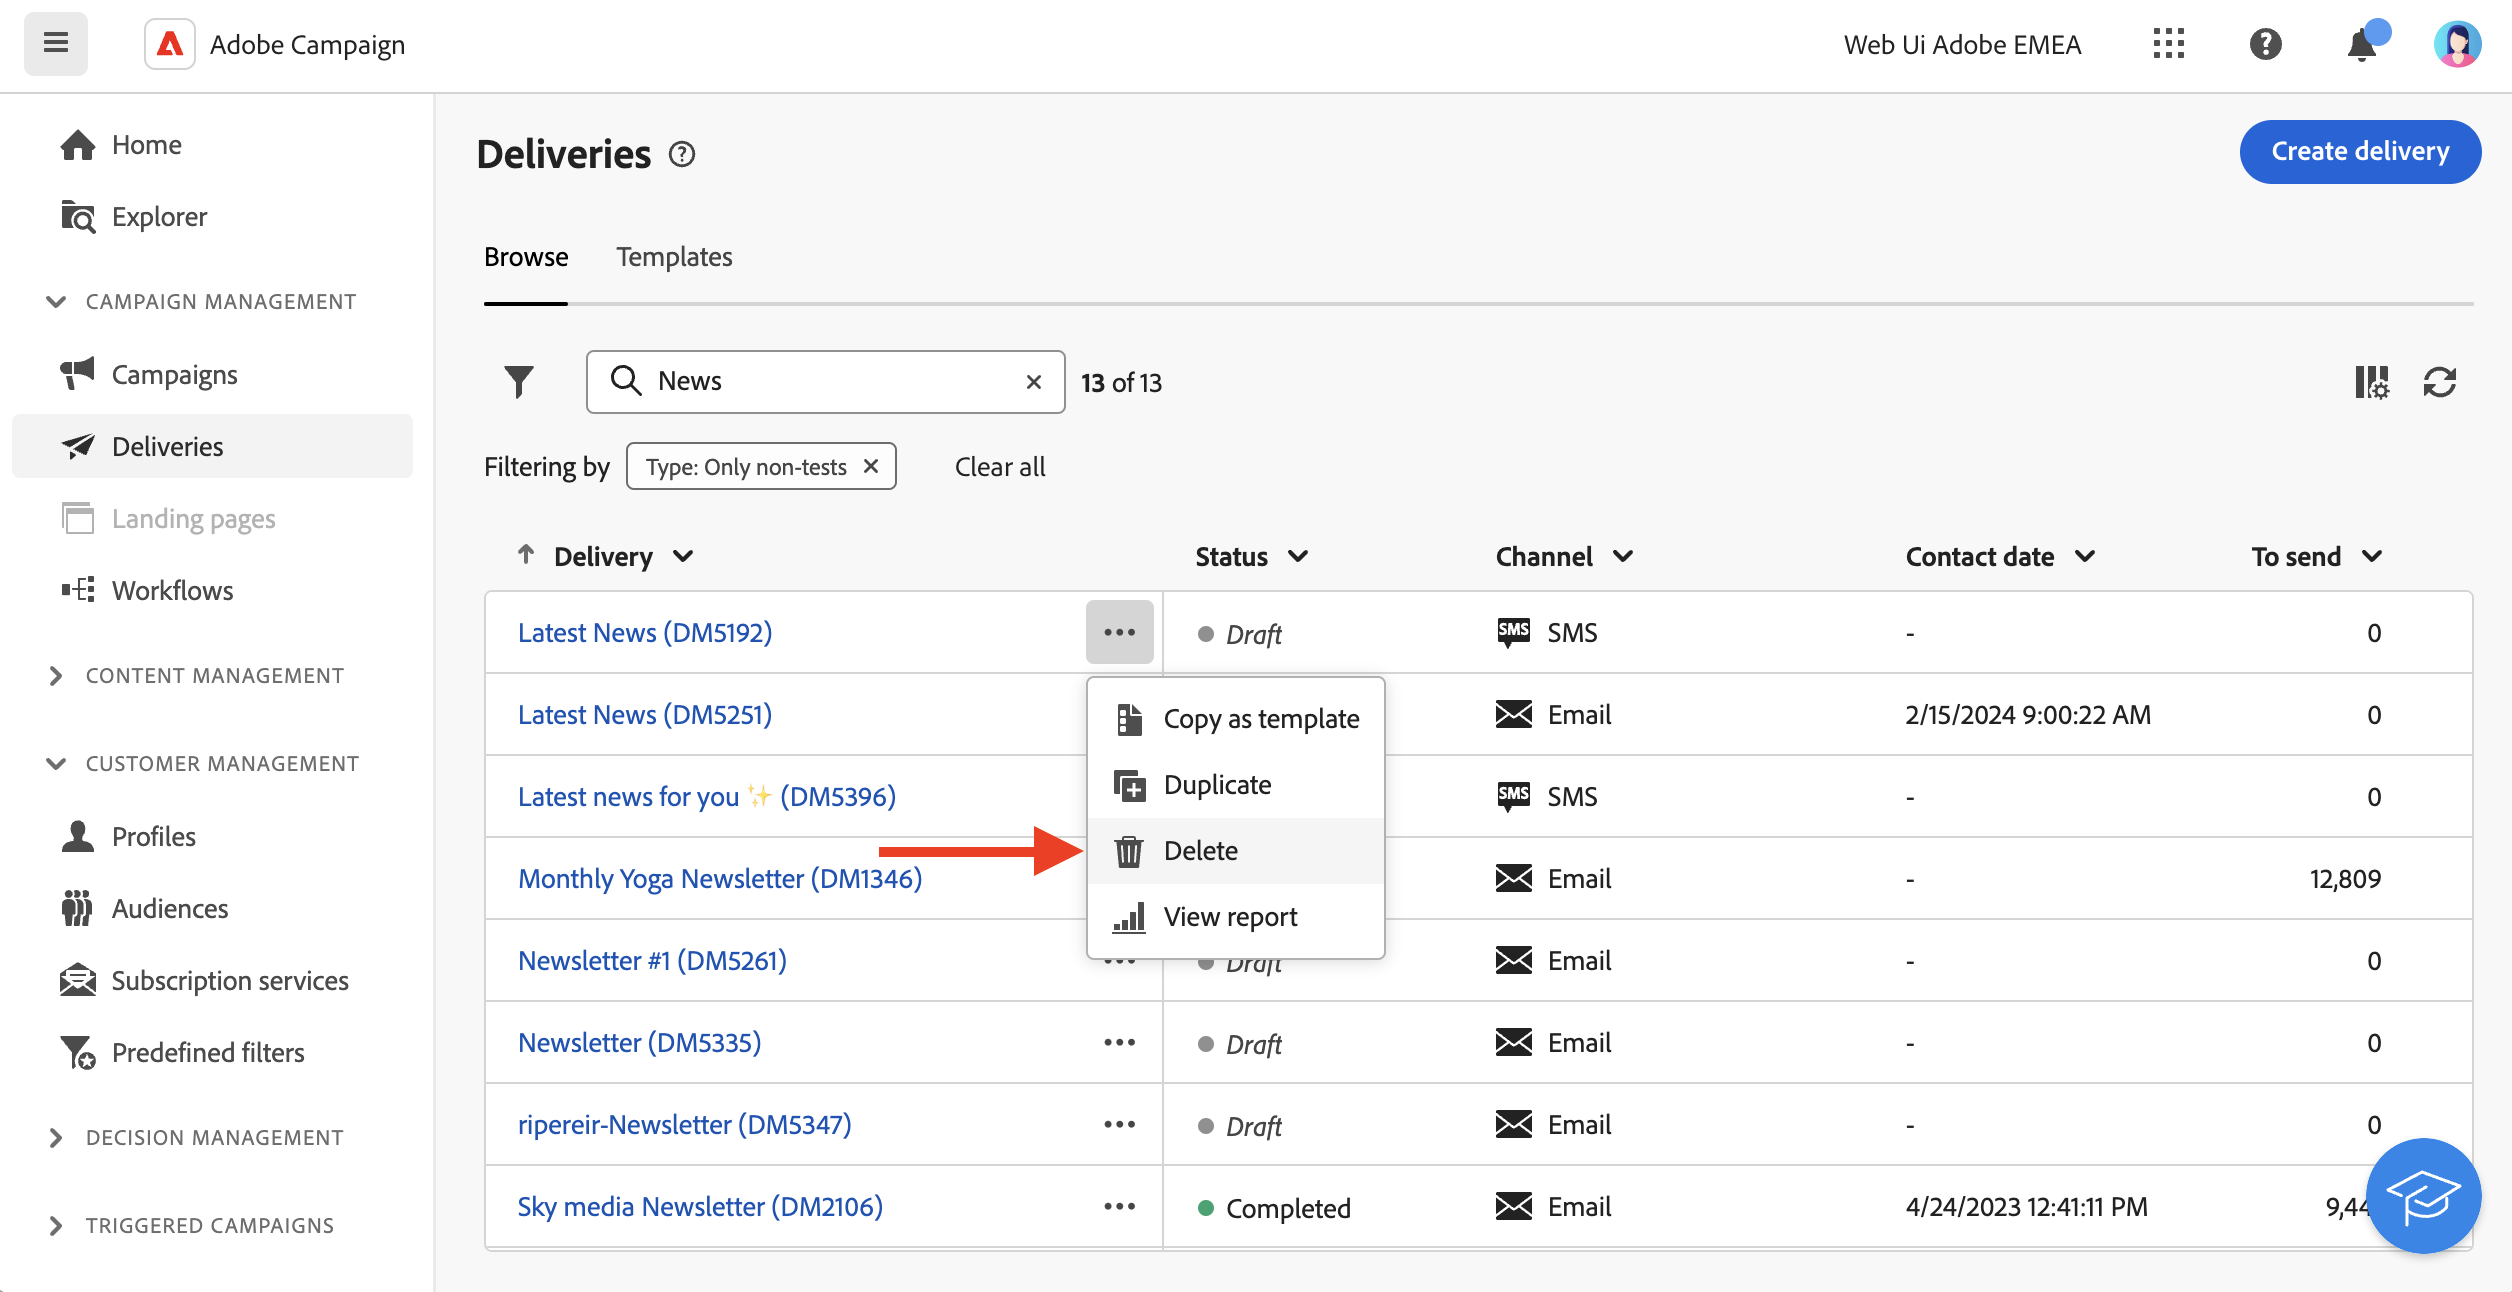 Adobe Campaign
Web Ui Adobe EMEA
Home
Explorer
CAMPAIGN MANAGEMENT
Campaigns
Deliveries
Landing pages
Workflows
CONTENT MANAGEMENT
CUSTOMER MANAGEMENT
Profiles
Audiences
Subscription services
Predefined filters
DECISION MANAGEMENT
TRIGGERED CAMPAIGNS
Deliveries
Create delivery
Browse Templates
News
13 of 13
Filtering by Type: Only non-tests Clear all
Delivery Status Channel Contact date To send
Latest News (DM5192) Draft SMS SMS - 0
Latest News (DM5251) Email 2/15/2024 9:00:22 AM 0
Latest news for you ✨ (DM5396) SMS SMS - 0
Monthly Yoga Newsletter (DM1346) Email - 12,809
Newsletter #1 (DM5261) Draft Email - 0
Newsletter (DM5335) Draft Email - 0
ripereir-Newsletter (DM5347) Draft Email - 0
Sky media Newsletter (DM2106) Completed Email 4/24/2023 12:41:11 PM
Copy as template
Duplicate
Delete
View report